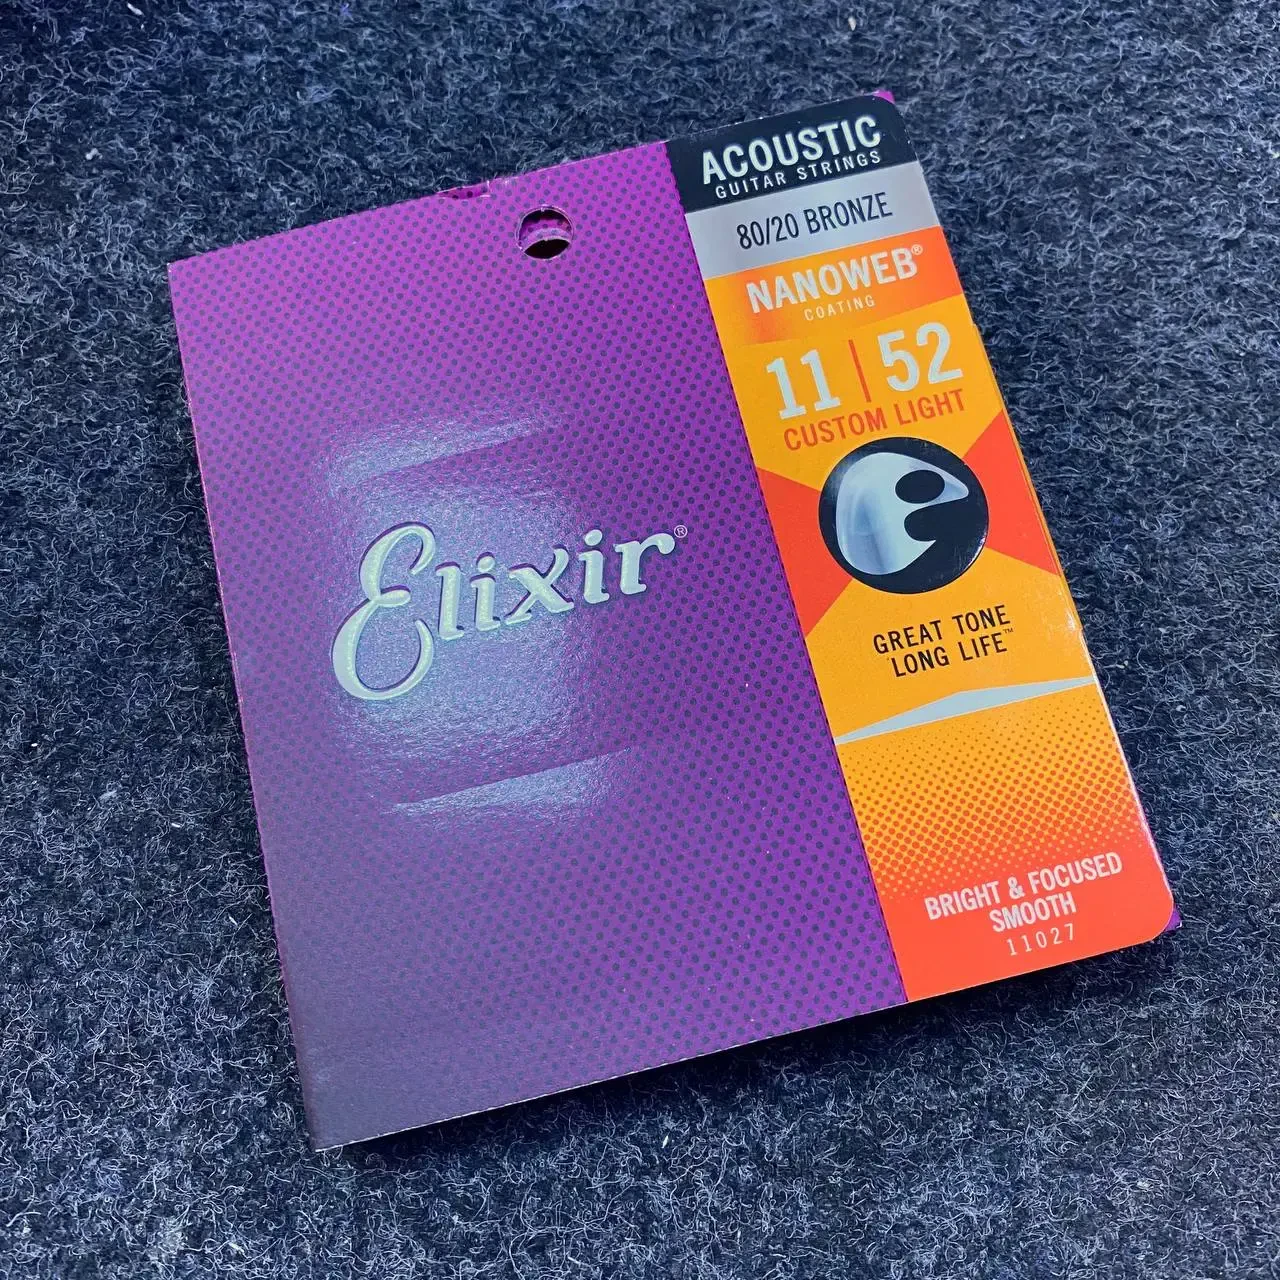 ACOUSTIC
GUITAR STRINGS
80/20 BRONZE
NANOWEB®
COATING
11 | 52
CUSTOM LIGHT
Elixir®
GREAT TONE
LONG LIFE™
BRIGHT & FOCUSED
SMOOTH
11027